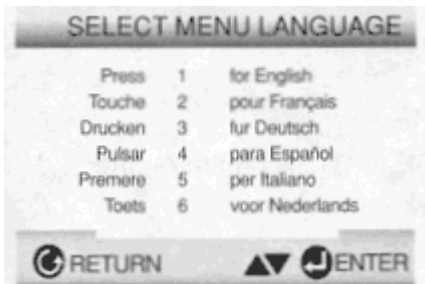 SELECT MENU LANGUAGE
Press 1 for English
Touche 2 pour Français
Drucken 3 fur Deutsch
Pulsar 4 para Español
Premere 5 per Italiano
Toets 6 voor Nederlands
RETURN ENTER